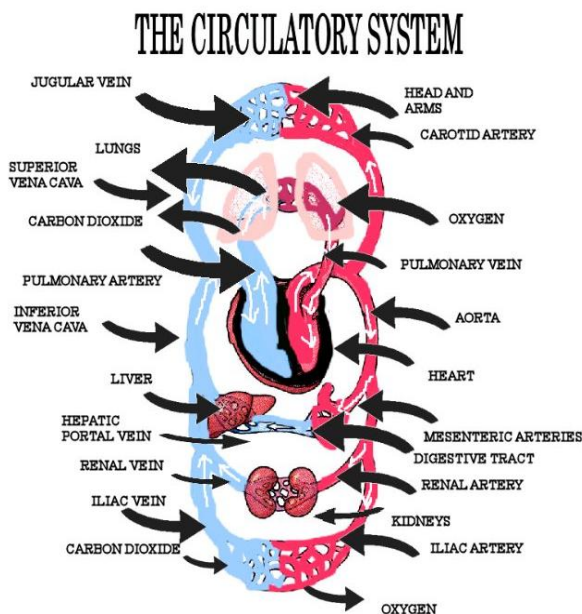 THE CIRCULATORY SYSTEM
JUGULAR VEIN
LUNGS
SUPERIOR
VENA CAVA
CARBON DIOXIDE
PULMONARY ARTERY
INFERIOR
VENA CAVA
LIVER
HEPATIC
PORTAL VEIN
RENAL VEIN
ILIAC VEIN
CARBON DIOXIDE
HEAD AND
ARMS
CAROTID ARTERY
OXYGEN
PULMONARY VEIN
AORTA
HEART
MESENTERIC ARTERIES
DIGESTIVE TRACT
RENAL ARTERY
KIDNEYS
ILIAC ARTERY
OXYGEN